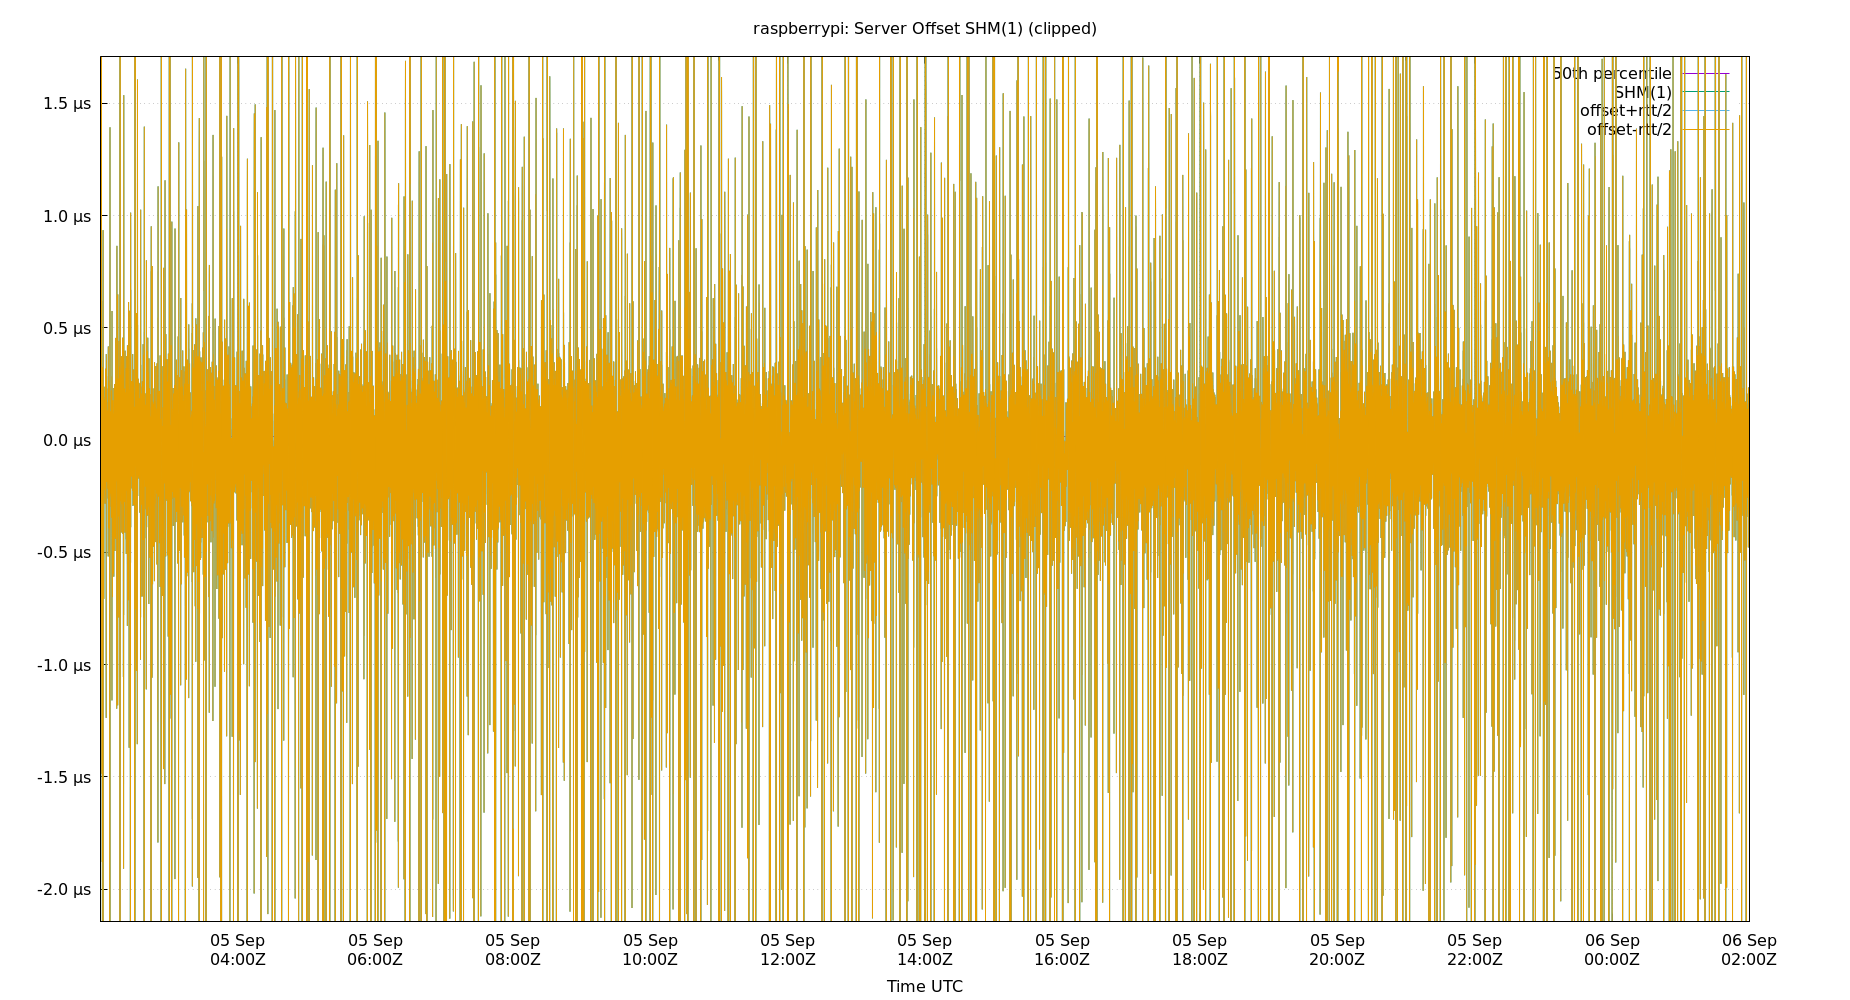 raspberrypi: Server Offset SHM(1) (clipped)
50th percentile
SHM(1)
offset+rtt/2
offset-rtt/2
1.5 µs
1.0 µs
0.5 µs
0.0 µs
-0.5 µs
-1.0 µs
-1.5 µs
-2.0 µs
05 Sep 05 Sep 05 Sep 05 Sep 05 Sep 05 Sep 05 Sep 05 Sep 05 Sep 05 Sep 06 Sep 06 Sep
04:00Z 06:00Z 08:00Z 10:00Z 12:00Z 14:00Z 16:00Z 18:00Z 20:00Z 22:00Z 00:00Z 02:00Z
Time UTC